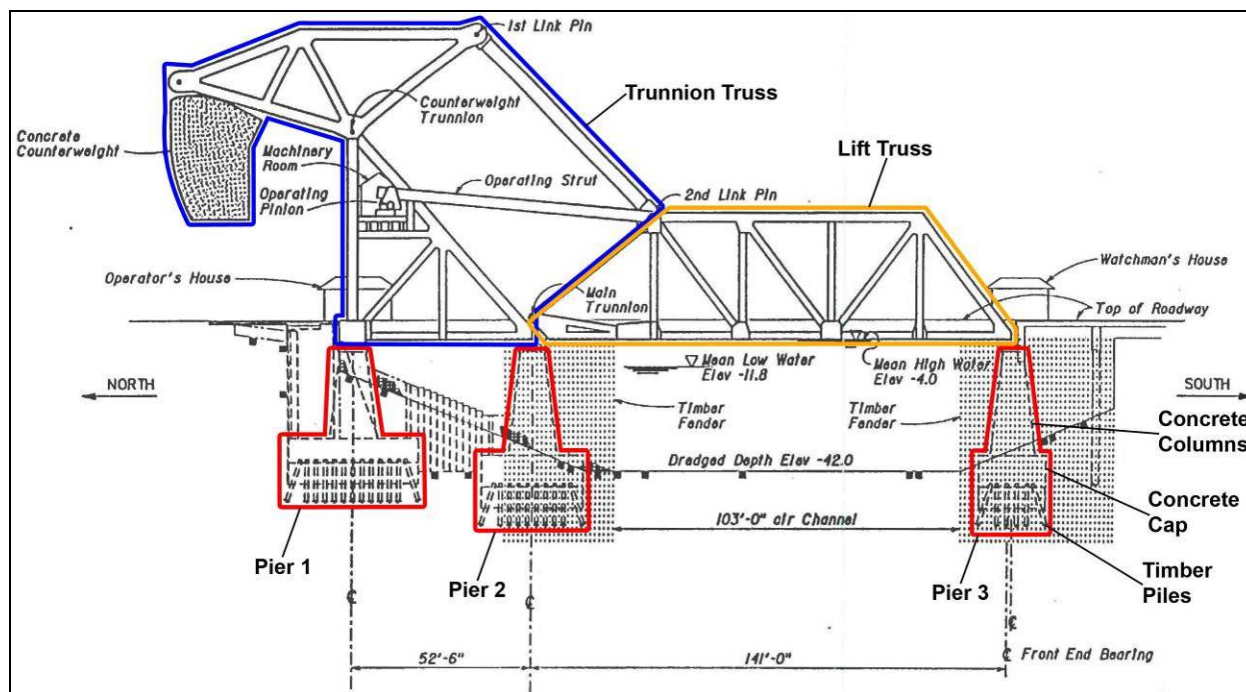 1st Link Pin
Trunnion Truss
Counterweight
Trunnion
Concrete
Counterweight
Machinery
Room
Lift Truss
Operating Strut
Operating
Pinion
2nd Link Pin
Operator's House
Watchman's House
Main
Trunnion
Top of Roadway
Mean Low Water
Elev -11.8
Mean High Water
Elev -4.0
NORTH
SOUTH
Timber
Fender
Timber
Fender
Concrete
Columns
Dredged Depth Elev -42.0
Concrete
Cap
103'-0" clr Channel
Pier 1
Pier 2
Pier 3
Timber
Piles
℄
℄
℄
℄ Front End Bearing
52'-6"
141'-0"